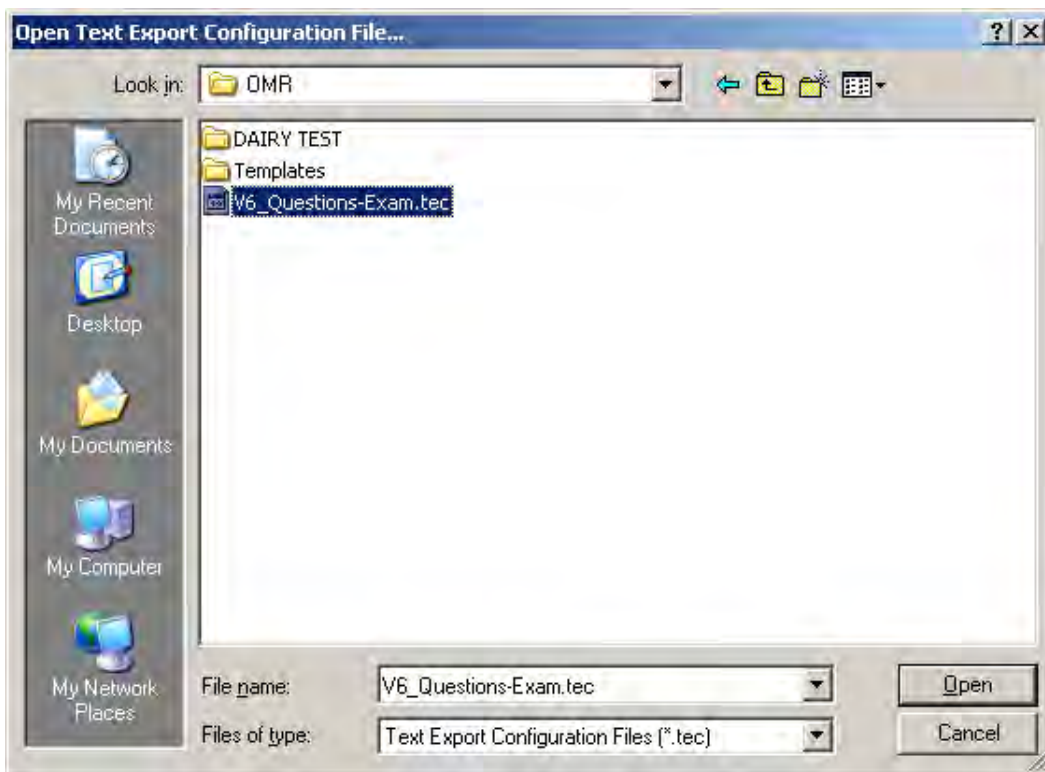 Open Text Export Configuration File...
Look in:
OMR
My Recent
Documents
Desktop
My Documents
My Computer
My Network
Places
DAIRY TEST
Templates
V6_Questions-Exam.tec
File name:
V6_Questions-Exam.tec
Open
Files of type:
Text Export Configuration Files (*.tec)
Cancel